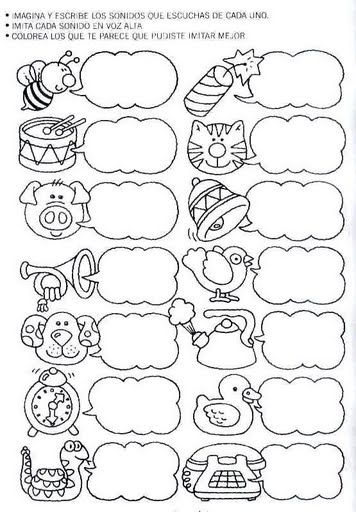 • IMAGINA Y ESCRIBE LOS SONIDOS QUE ESCUCHAS DE CADA UNO.
• IMITA CADA SONIDO EN VOZ ALTA
• COLOREA LOS QUE TE PARECE QUE PUDISTE IMITAR MEJOR